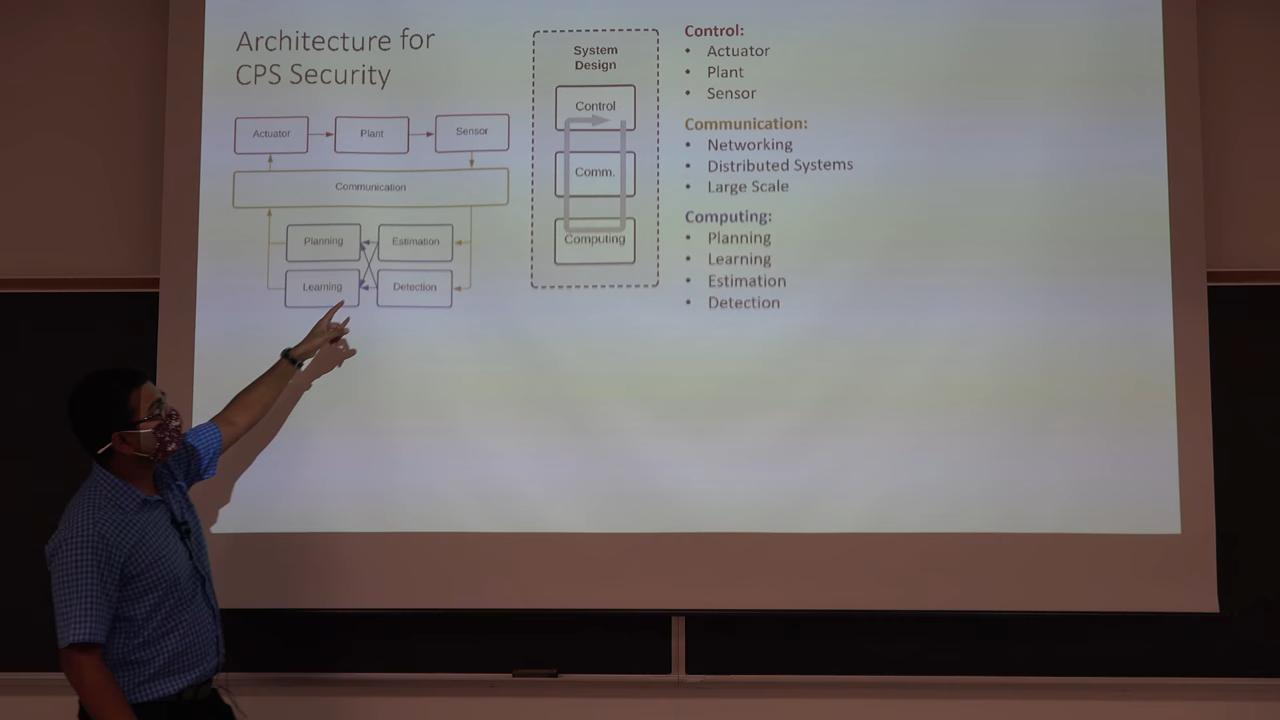 Architecture for
CPS Security
Actuator
Plant
Sensor
Communication
Planning
Estimation
Learning
Detection
System
Design
Control
Comm.
Computing
Control:
• Actuator
• Plant
• Sensor
Communication:
• Networking
• Distributed Systems
• Large Scale
Computing:
• Planning
• Learning
• Estimation
• Detection